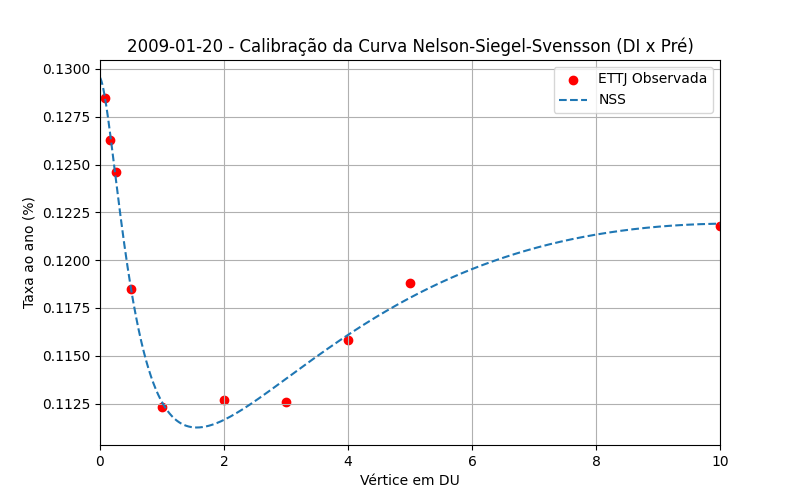 2009-01-20 - Calibração da Curva Nelson-Siegel-Svensson (DI x Pré)
ETTJ Observada
NSS
Taxa ao ano (%)
0.1300
0.1275
0.1250
0.1225
0.1200
0.1175
0.1150
0.1125
0 2 4 6 8 10
Vértice em DU